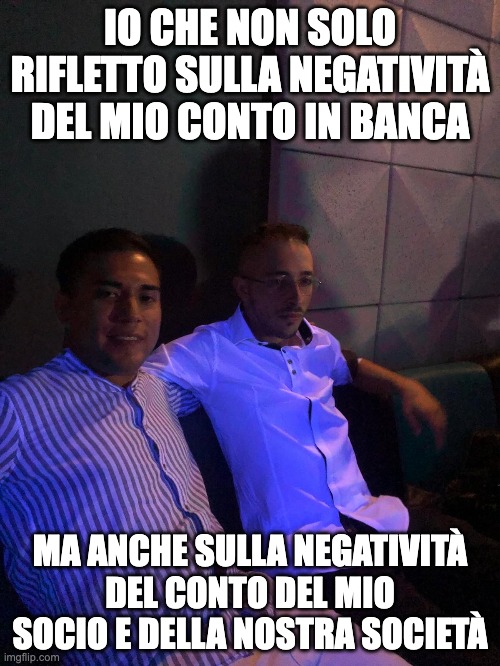 IO CHE NON SOLO
RIFLETTO SULLA NEGATIVITÀ
DEL MIO CONTO IN BANCA
MA ANCHE SULLA NEGATIVITÀ
DEL CONTO DEL MIO
SOCIO E DELLA NOSTRA SOCIETÀ
imgflip.com